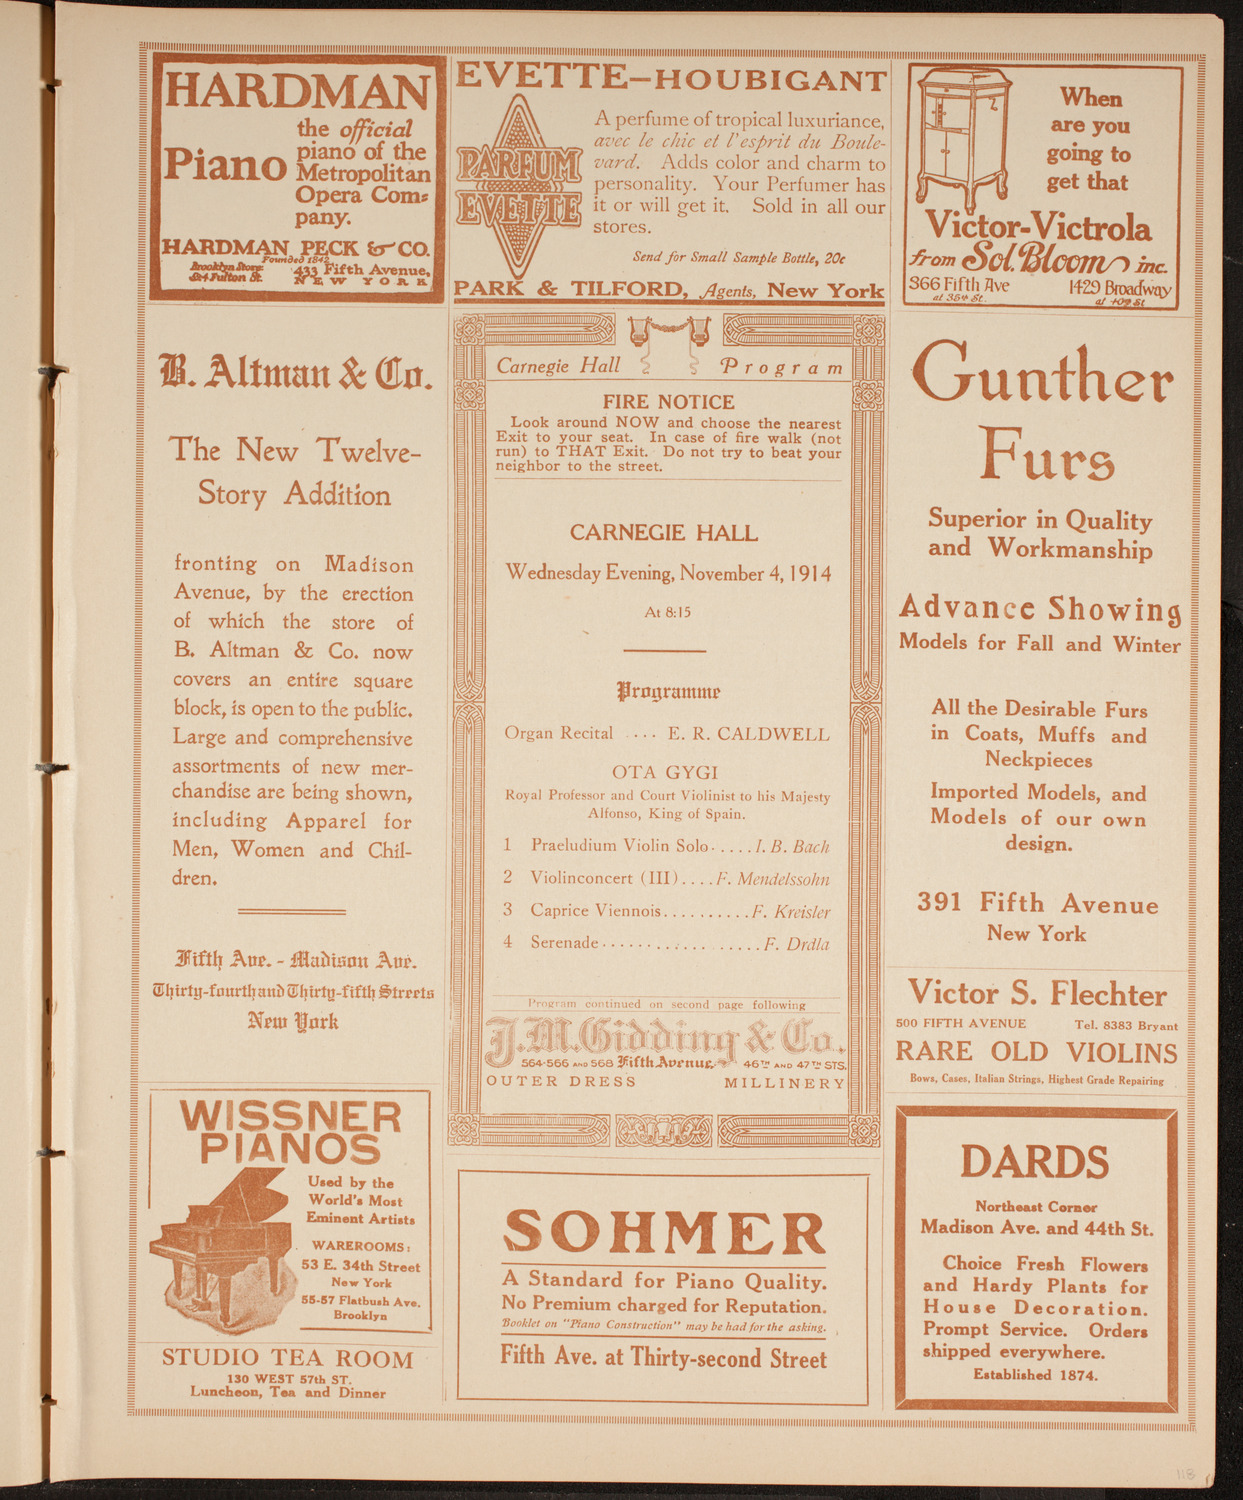 HARDMAN
Piano
the official
piano of the
Metropolitan
Opera Com=
pany.
HARDMAN, PECK & CO.
Founded 1842
Brooklyn Store
524 Fulton St.
433 Fifth Avenue,
NEW YORK
EVETTE—HOUBIGANT
PARFUM
EVETTE
A perfume of tropical luxuriance,
avec le chic et l'esprit du Boule-
vard. Adds color and charm to
personality. Your Perfumer has
it or will get it. Sold in all our
stores.
Send for Small Sample Bottle, 20c
PARK & TILFORD, Agents, New York
When
are you
going to
get that
Victor-Victrola
from Sol. Bloom inc.
366 Fifth Ave
at 35th St.
1429 Broadway
at 40th St
B. Altman & Co.
The New Twelve-
Story Addition
fronting on Madison
Avenue, by the erection
of which the store of
B. Altman & Co. now
covers an entire square
block, is open to the public.
Large and comprehensive
assortments of new mer-
chandise are being shown,
including Apparel for
Men, Women and Chil-
dren.
Fifth Ave. - Madison Ave.
Thirty-fourth and Thirty-fifth Streets
New York
WISSNER
PIANOS
Used by the
World's Most
Eminent Artists
WAREROOMS:
53 E. 34th Street
New York
55-57 Flatbush Ave.
Brooklyn
STUDIO TEA ROOM
130 WEST 57th ST.
Luncheon, Tea and Dinner
Carnegie Hall Program
FIRE NOTICE
Look around NOW and choose the nearest
Exit to your seat. In case of fire walk (not
run) to THAT Exit. Do not try to beat your
neighbor to the street.
CARNEGIE HALL
Wednesday Evening, November 4, 1914
At 8:15
Programme
Organ Recital .... E. R. CALDWELL
OTA GYGI
Royal Professor and Court Violinist to his Majesty
Alfonso, King of Spain.
1 Praeludium Violin Solo.....I. B. Bach
2 Violinconcert (III)....F. Mendelssohn
3 Caprice Viennois..........F. Kreisler
4 Serenade..................F. Drdla
Program continued on second page following
J. M. Gidding & Co.
564-566 AND 568 Fifth Avenue, 46TH AND 47TH STS.
OUTER DRESS MILLINERY
SOHMER
A Standard for Piano Quality.
No Premium charged for Reputation.
Booklet on "Piano Construction" may be had for the asking.
Fifth Ave. at Thirty-second Street
Gunther
Furs
Superior in Quality
and Workmanship
Advance Showing
Models for Fall and Winter
All the Desirable Furs
in Coats, Muffs and
Neckpieces
Imported Models, and
Models of our own
design.
391 Fifth Avenue
New York
Victor S. Flechter
500 FIFTH AVENUE Tel. 8383 Bryant
RARE OLD VIOLINS
Bows, Cases, Italian Strings, Highest Grade Repairing
DARDS
Northeast Corner
Madison Ave. and 44th St.
Choice Fresh Flowers
and Hardy Plants for
House Decoration.
Prompt Service. Orders
shipped everywhere.
Established 1874.
118